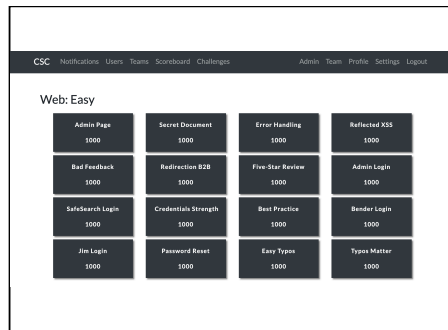 CSC Notifications Users Teams Scoreboard Challenges Admin Team Profile Settings Logout
Web: Easy
Admin Page Secret Document Error Handling Reflected XSS
1000 1000 1000 1000
Bad Feedback Redirection B2B Five-Star Review Admin Login
1000 1000 1000 1000
SafeSearch Login Credentials Strength Best Practice Bender Login
1000 1000 1000 1000
Jim Login Password Reset Easy Typos Typos Matter
1000 1000 1000 1000